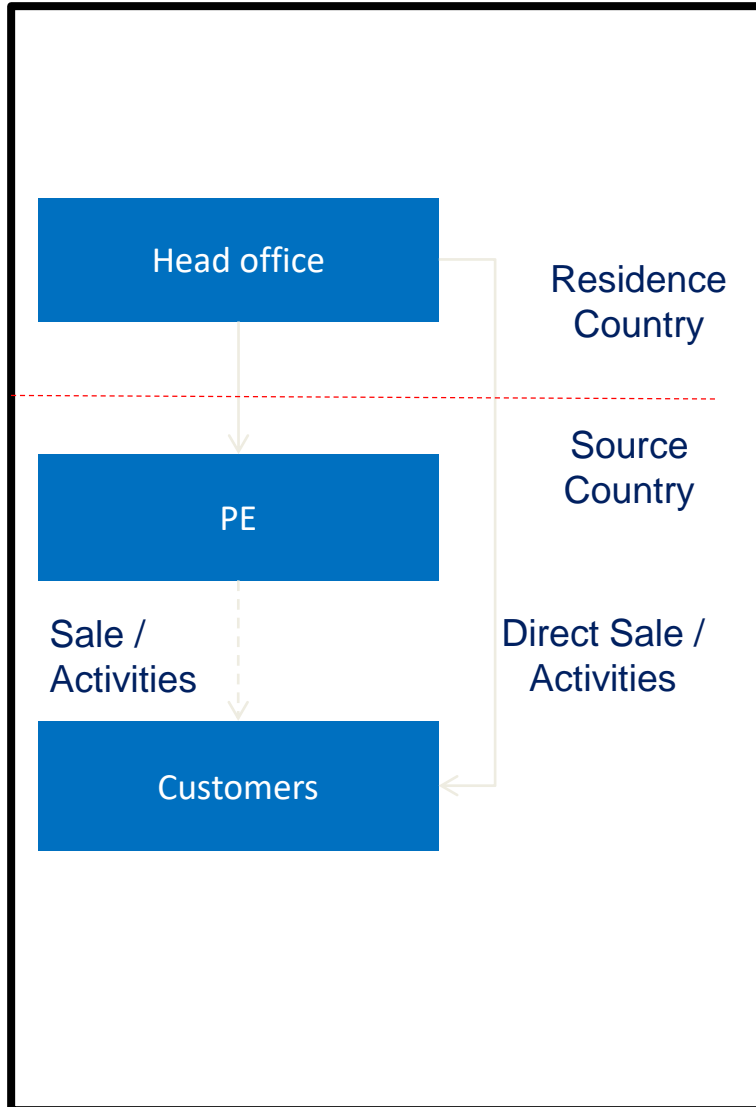 Head office
Residence
Country
Source
Country
PE
Sale /
Activities
Direct Sale /
Activities
Customers